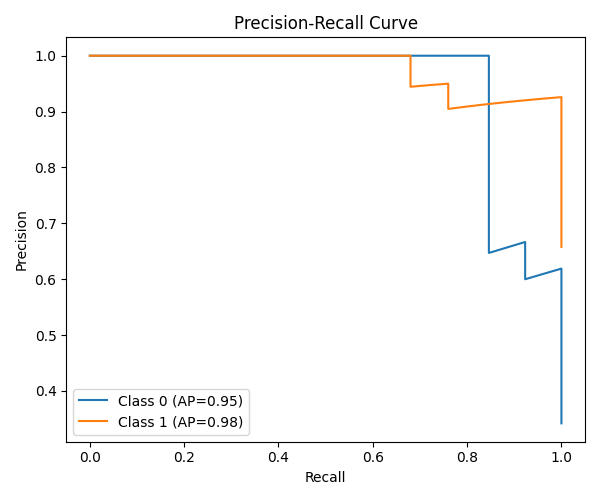 Precision-Recall Curve
1.0
0.9
0.8
0.7
0.6
0.5
0.4
Precision
Class 0 (AP=0.95)
Class 1 (AP=0.98)
0.0 0.2 0.4 0.6 0.8 1.0
Recall